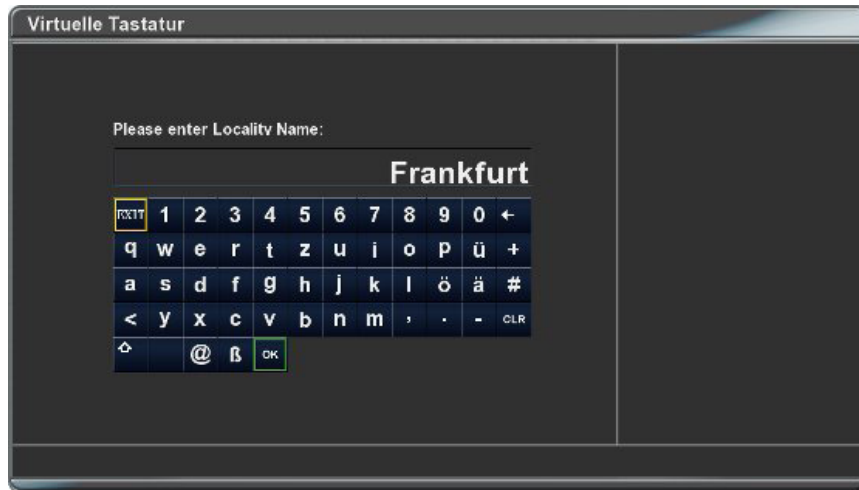 Virtuelle Tastatur
Please enter Locality Name:
Frankfurt
EXIT 1 2 3 4 5 6 7 8 9 0 ←
q w e r t z u i o p ü +
a s d f g h j k l ö ä #
< y x c v b n m , . - CLR
⇧ @ ß OK